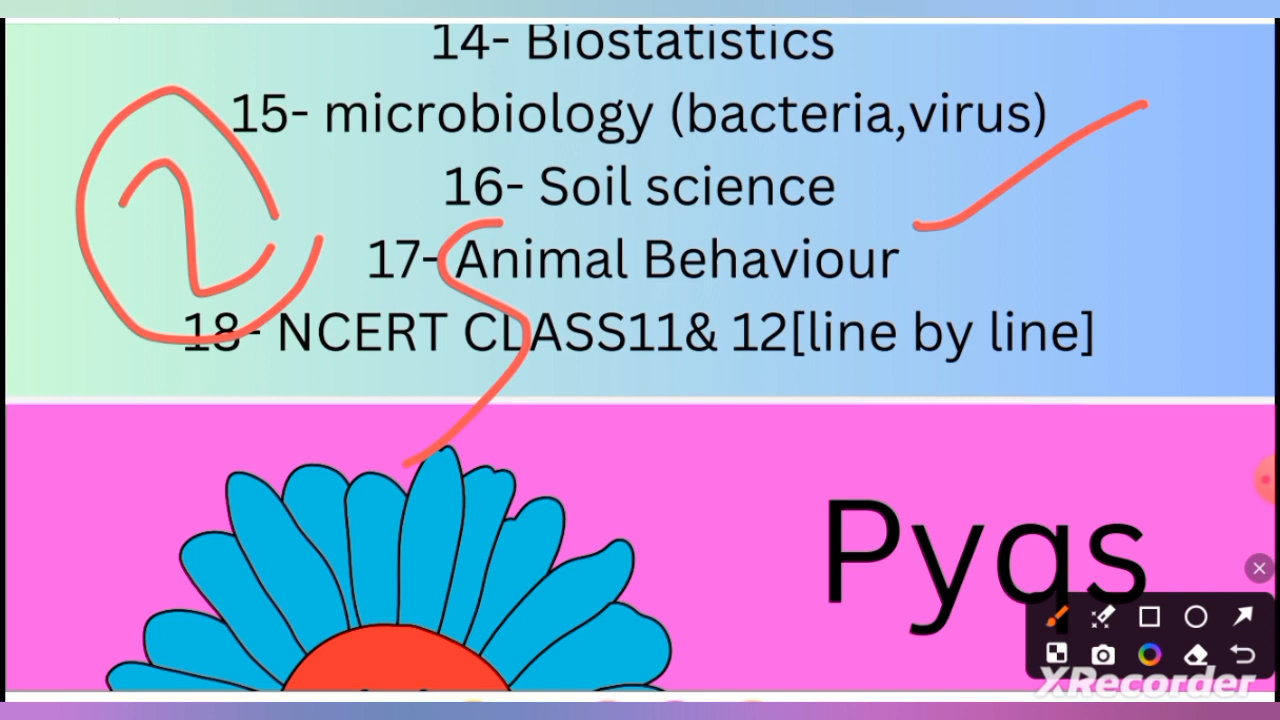 14- Biostatistics
15- microbiology (bacteria,virus)
16- Soil science
17- Animal Behaviour
18- NCERT CLASS11& 12[line by line]
2
Pyqs
XRecorder